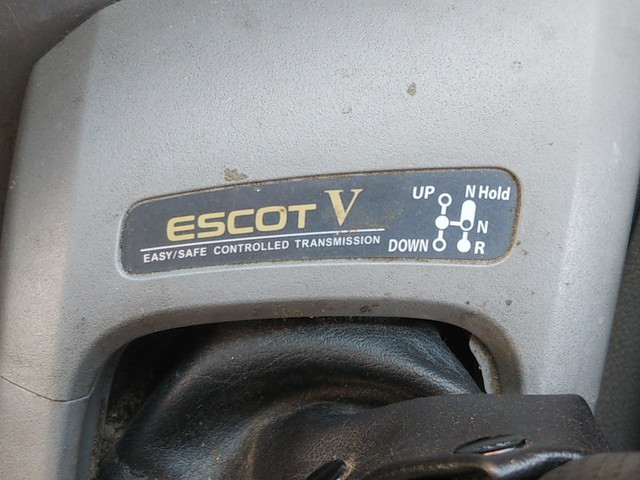 ESCOT V
EASY/SAFE CONTROLLED TRANSMISSION
UP N Hold
N
DOWN R